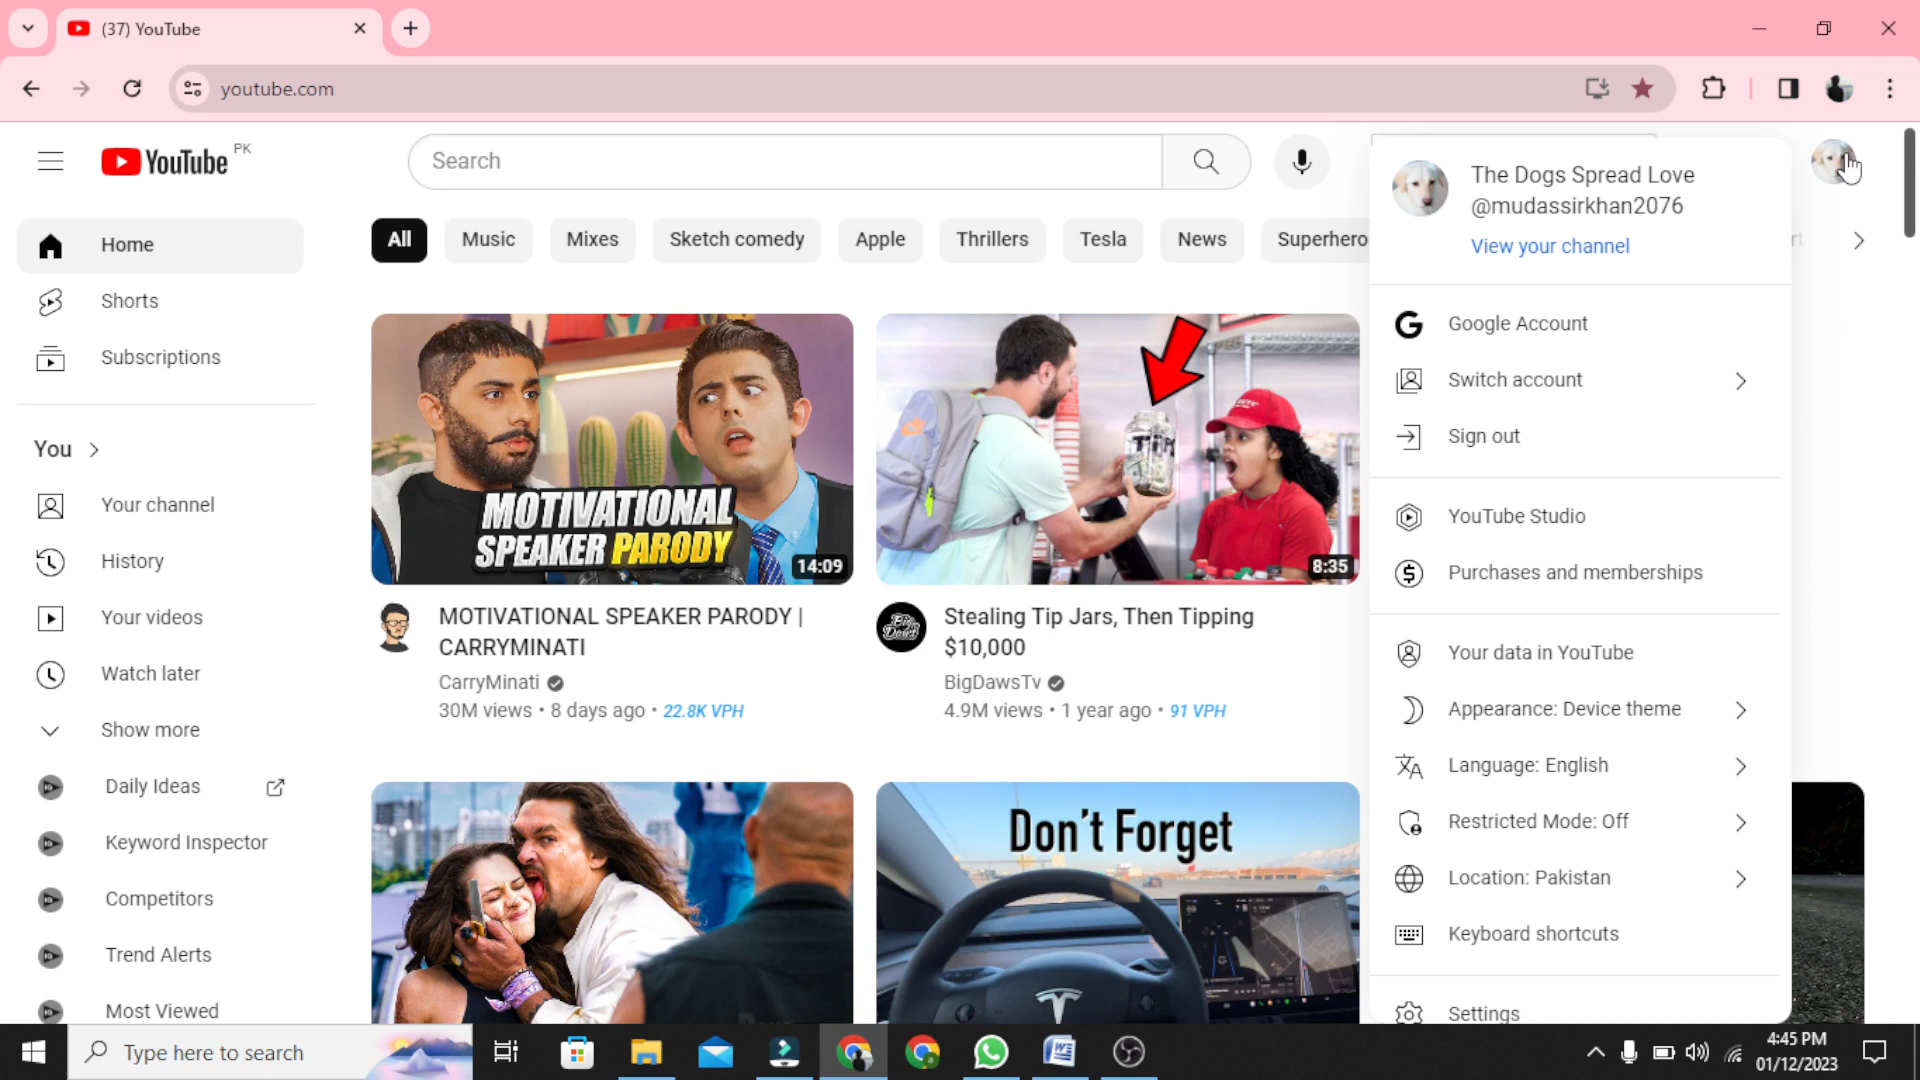 (37) YouTube
youtube.com
YouTube PK
Search
The Dogs Spread Love
@mudassirkhan2076
View your channel
Home
Shorts
Subscriptions
You
Your channel
History
Your videos
Watch later
Show more
Daily Ideas
Keyword Inspector
Competitors
Trend Alerts
Most Viewed
All
Music
Mixes
Sketch comedy
Apple
Thrillers
Tesla
News
Superhero
MOTIVATIONAL
SPEAKER PARODY
14:09
MOTIVATIONAL SPEAKER PARODY |
CARRYMINATI
CarryMinati
30M views • 8 days ago • 22.8K VPH
8:35
Big
Daws
Stealing Tip Jars, Then Tipping
$10,000
BigDawsTv
4.9M views • 1 year ago • 91 VPH
Don't Forget
Google Account
Switch account
Sign out
YouTube Studio
Purchases and memberships
Your data in YouTube
Appearance: Device theme
Language: English
Restricted Mode: Off
Location: Pakistan
Keyboard shortcuts
Settings
Type here to search
4:45 PM
01/12/2023